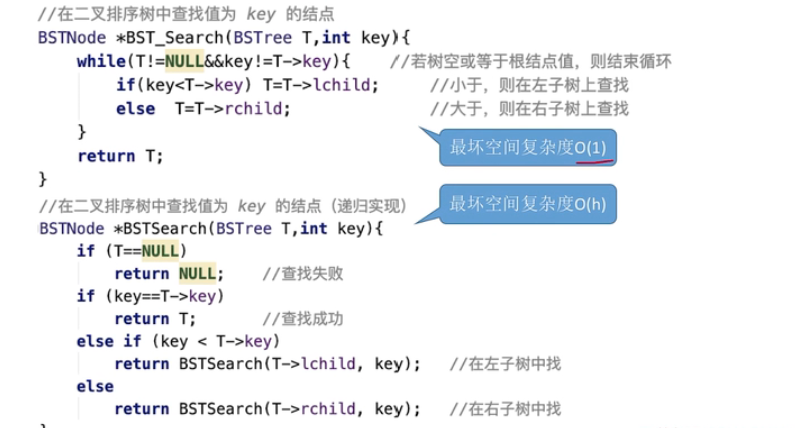 //在二叉排序树中查找值为 key 的结点
BSTNode *BST_Search(BSTree T,int key){
while(T!=NULL&&key!=T->key){ //若树空或等于根结点值，则结束循环
if(key<T->key) T=T->lchild; //小于，则在左子树上查找
else T=T->rchild; //大于，则在右子树上查找
}
最坏空间复杂度O(1)
return T;
}
最坏空间复杂度O(h)
//在二叉排序树中查找值为 key 的结点（递归实现）
BSTNode *BSTSearch(BSTree T,int key){
if (T==NULL)
return NULL; //查找失败
if (key==T->key)
return T; //查找成功
else if (key < T->key)
return BSTSearch(T->lchild, key); //在左子树中找
else
return BSTSearch(T->rchild, key); //在右子树中找
}